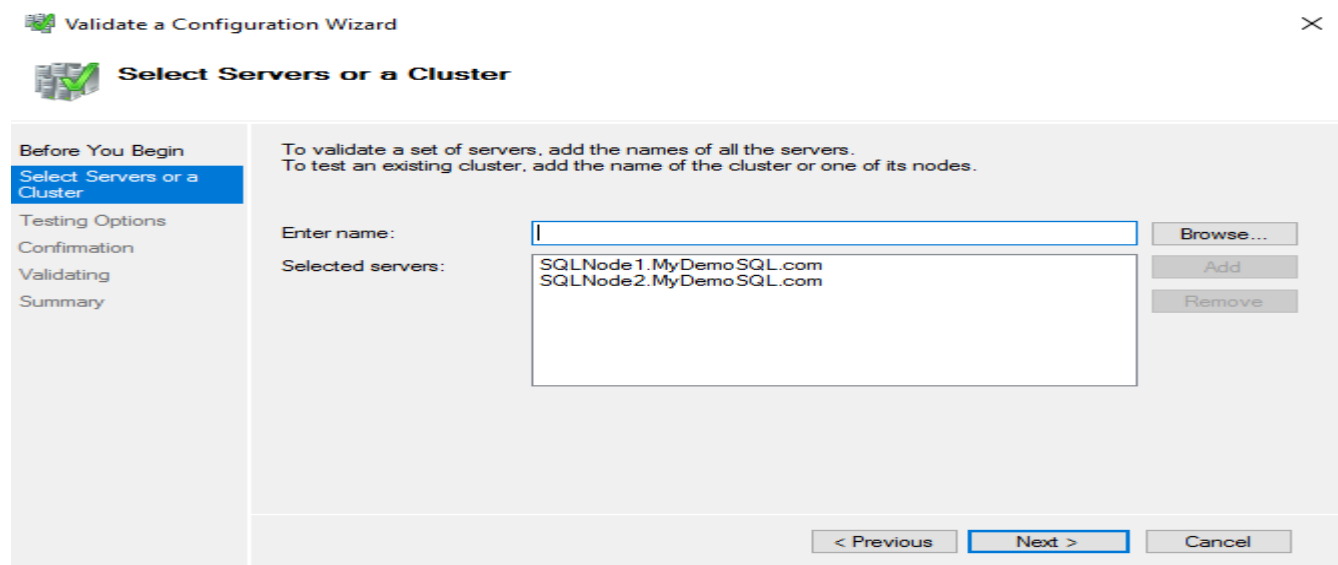 Validate a Configuration Wizard
Select Servers or a Cluster
Before You Begin
Select Servers or a
Cluster
Testing Options
Confirmation
Validating
Summary
To validate a set of servers, add the names of all the servers.
To test an existing cluster, add the name of the cluster or one of its nodes.
Enter name:
Browse...
Selected servers:
SQLNode1.MyDemoSQL.com
SQLNode2.MyDemoSQL.com
Add
Remove
< Previous
Next >
Cancel